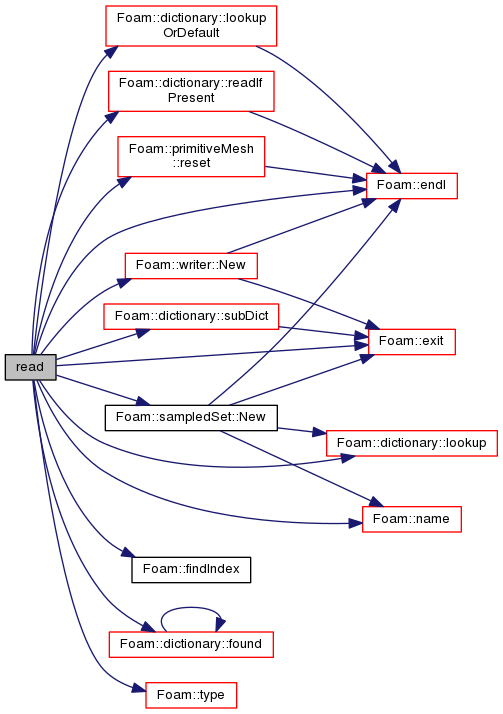 Foam::dictionary::lookup
OrDefault
Foam::dictionary::readIf
Present
Foam::primitiveMesh
::reset
Foam::endl
Foam::writer::New
Foam::dictionary::subDict
Foam::exit
read
Foam::sampledSet::New
Foam::dictionary::lookup
Foam::name
Foam::findIndex
Foam::dictionary::found
Foam::type